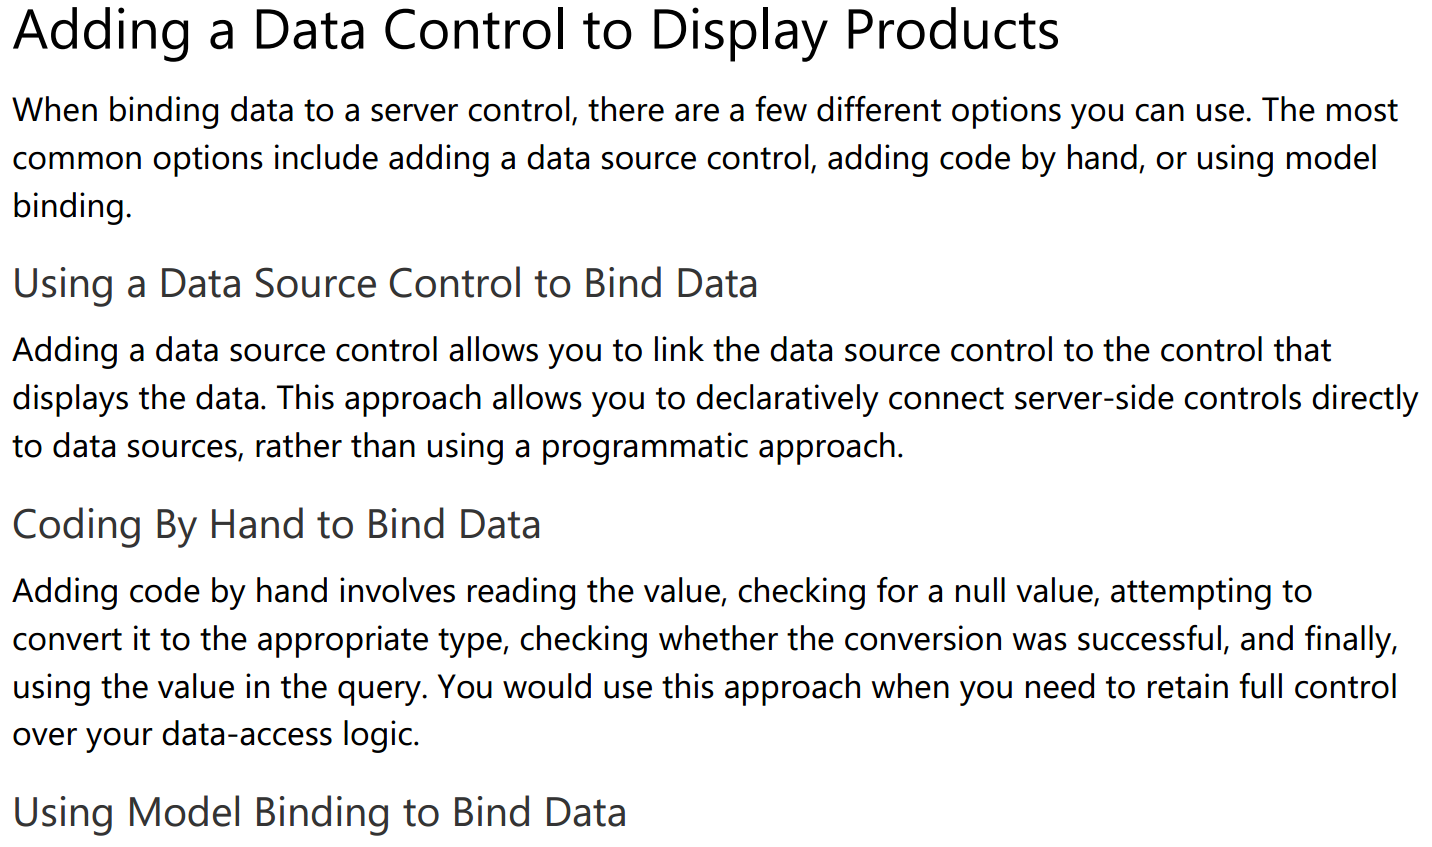 Adding a Data Control to Display Products
When binding data to a server control, there are a few different options you can use. The most
common options include adding a data source control, adding code by hand, or using model
binding.
Using a Data Source Control to Bind Data
Adding a data source control allows you to link the data source control to the control that
displays the data. This approach allows you to declaratively connect server-side controls directly
to data sources, rather than using a programmatic approach.
Coding By Hand to Bind Data
Adding code by hand involves reading the value, checking for a null value, attempting to
convert it to the appropriate type, checking whether the conversion was successful, and finally,
using the value in the query. You would use this approach when you need to retain full control
over your data-access logic.
Using Model Binding to Bind Data